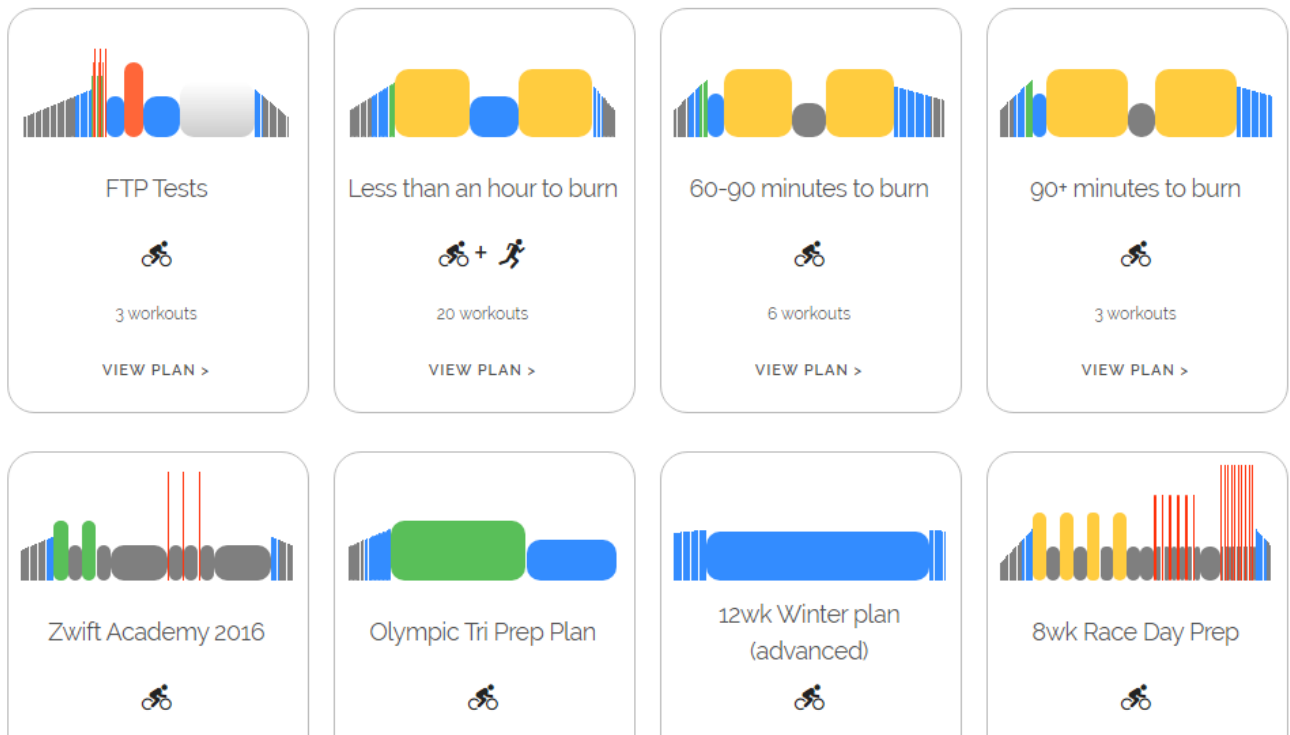 FTP Tests
Less than an hour to burn
60-90 minutes to burn
90+ minutes to burn
+
3 workouts
20 workouts
6 workouts
3 workouts
VIEW PLAN >
VIEW PLAN >
VIEW PLAN >
VIEW PLAN >
Zwift Academy 2016
Olympic Tri Prep Plan
12wk Winter plan
(advanced)
8wk Race Day Prep